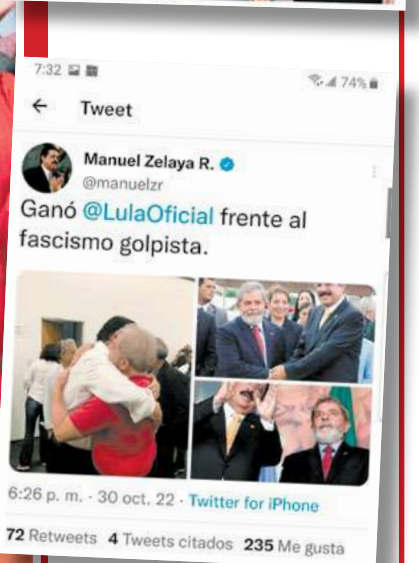 7:32 74%
← Tweet
Manuel Zelaya R.
@manuelzr
Ganó @LulaOficial frente al
fascismo golpista.
6:26 p. m. · 30 oct. 22 · Twitter for iPhone
72 Retweets 4 Tweets citados 235 Me gusta